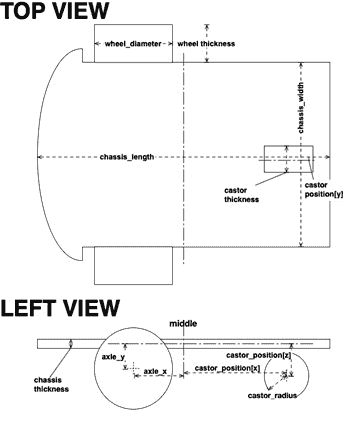 TOP VIEW
wheel_diameter
wheel thickness
chassis_width
chassis_length
castor
thickness
castor
position[y]
LEFT VIEW
middle
axle_y
castor_position[z]
axle_x
castor_position[x]
chassis
thickness
castor_radius